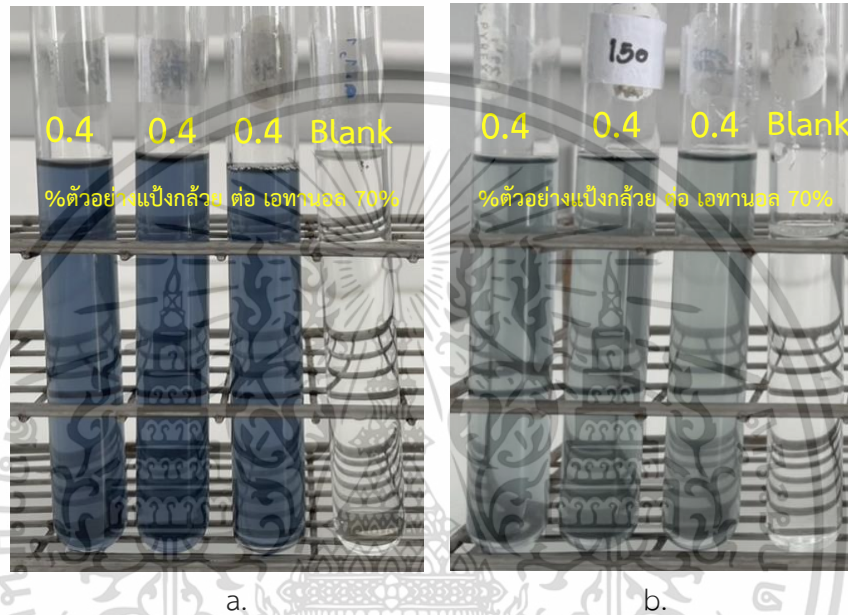 0.4 0.4 0.4 Blank
%ตัวอย่างแป้งกล้วย ต่อ เอทานอล 70%
150
0.4 0.4 0.4 Blank
%ตัวอย่างแป้งกล้วย ต่อ เอทานอล 70%
a.
b.